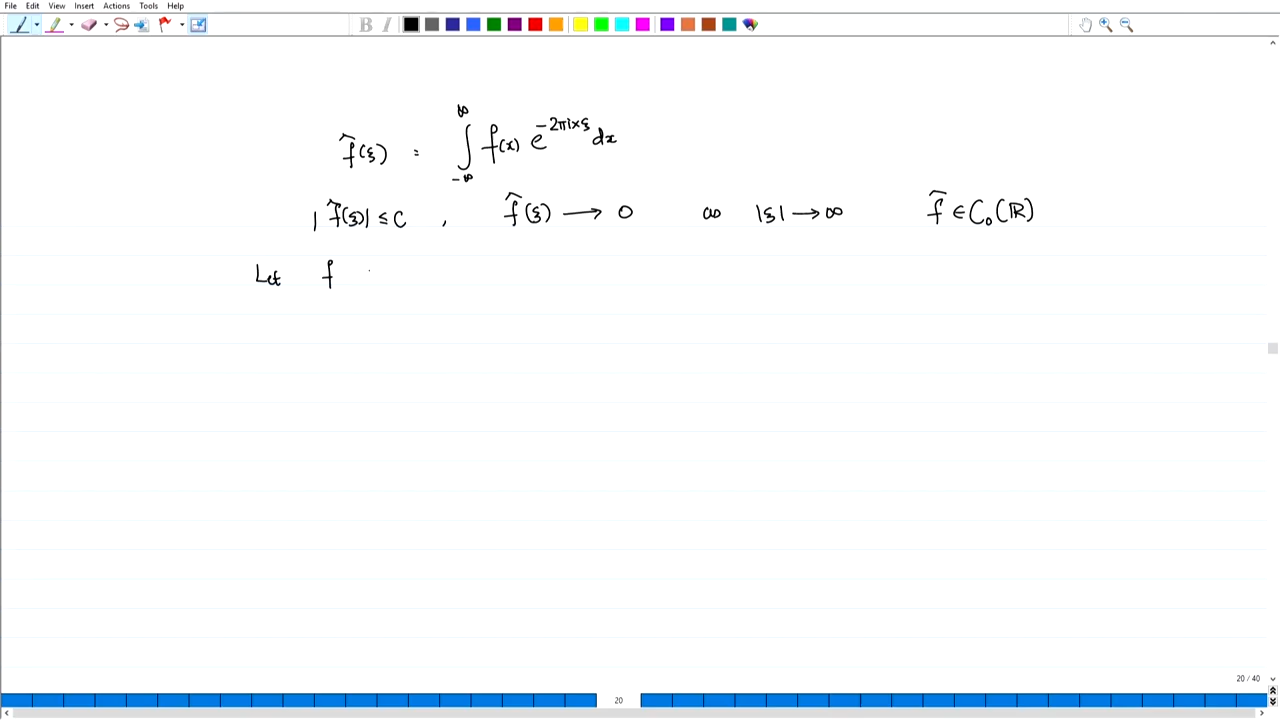 File Edit View Insert Actions Tools Help
B I
f̂(ξ) = ∫_{-∞}^{∞} f(x) e^{-2πixξ} dx
|f̂(ξ)| ≤ C , f̂(ξ) → 0 as |ξ| → ∞ f̂ ∈ C₀(ℝ)
Let f
20 / 40
20